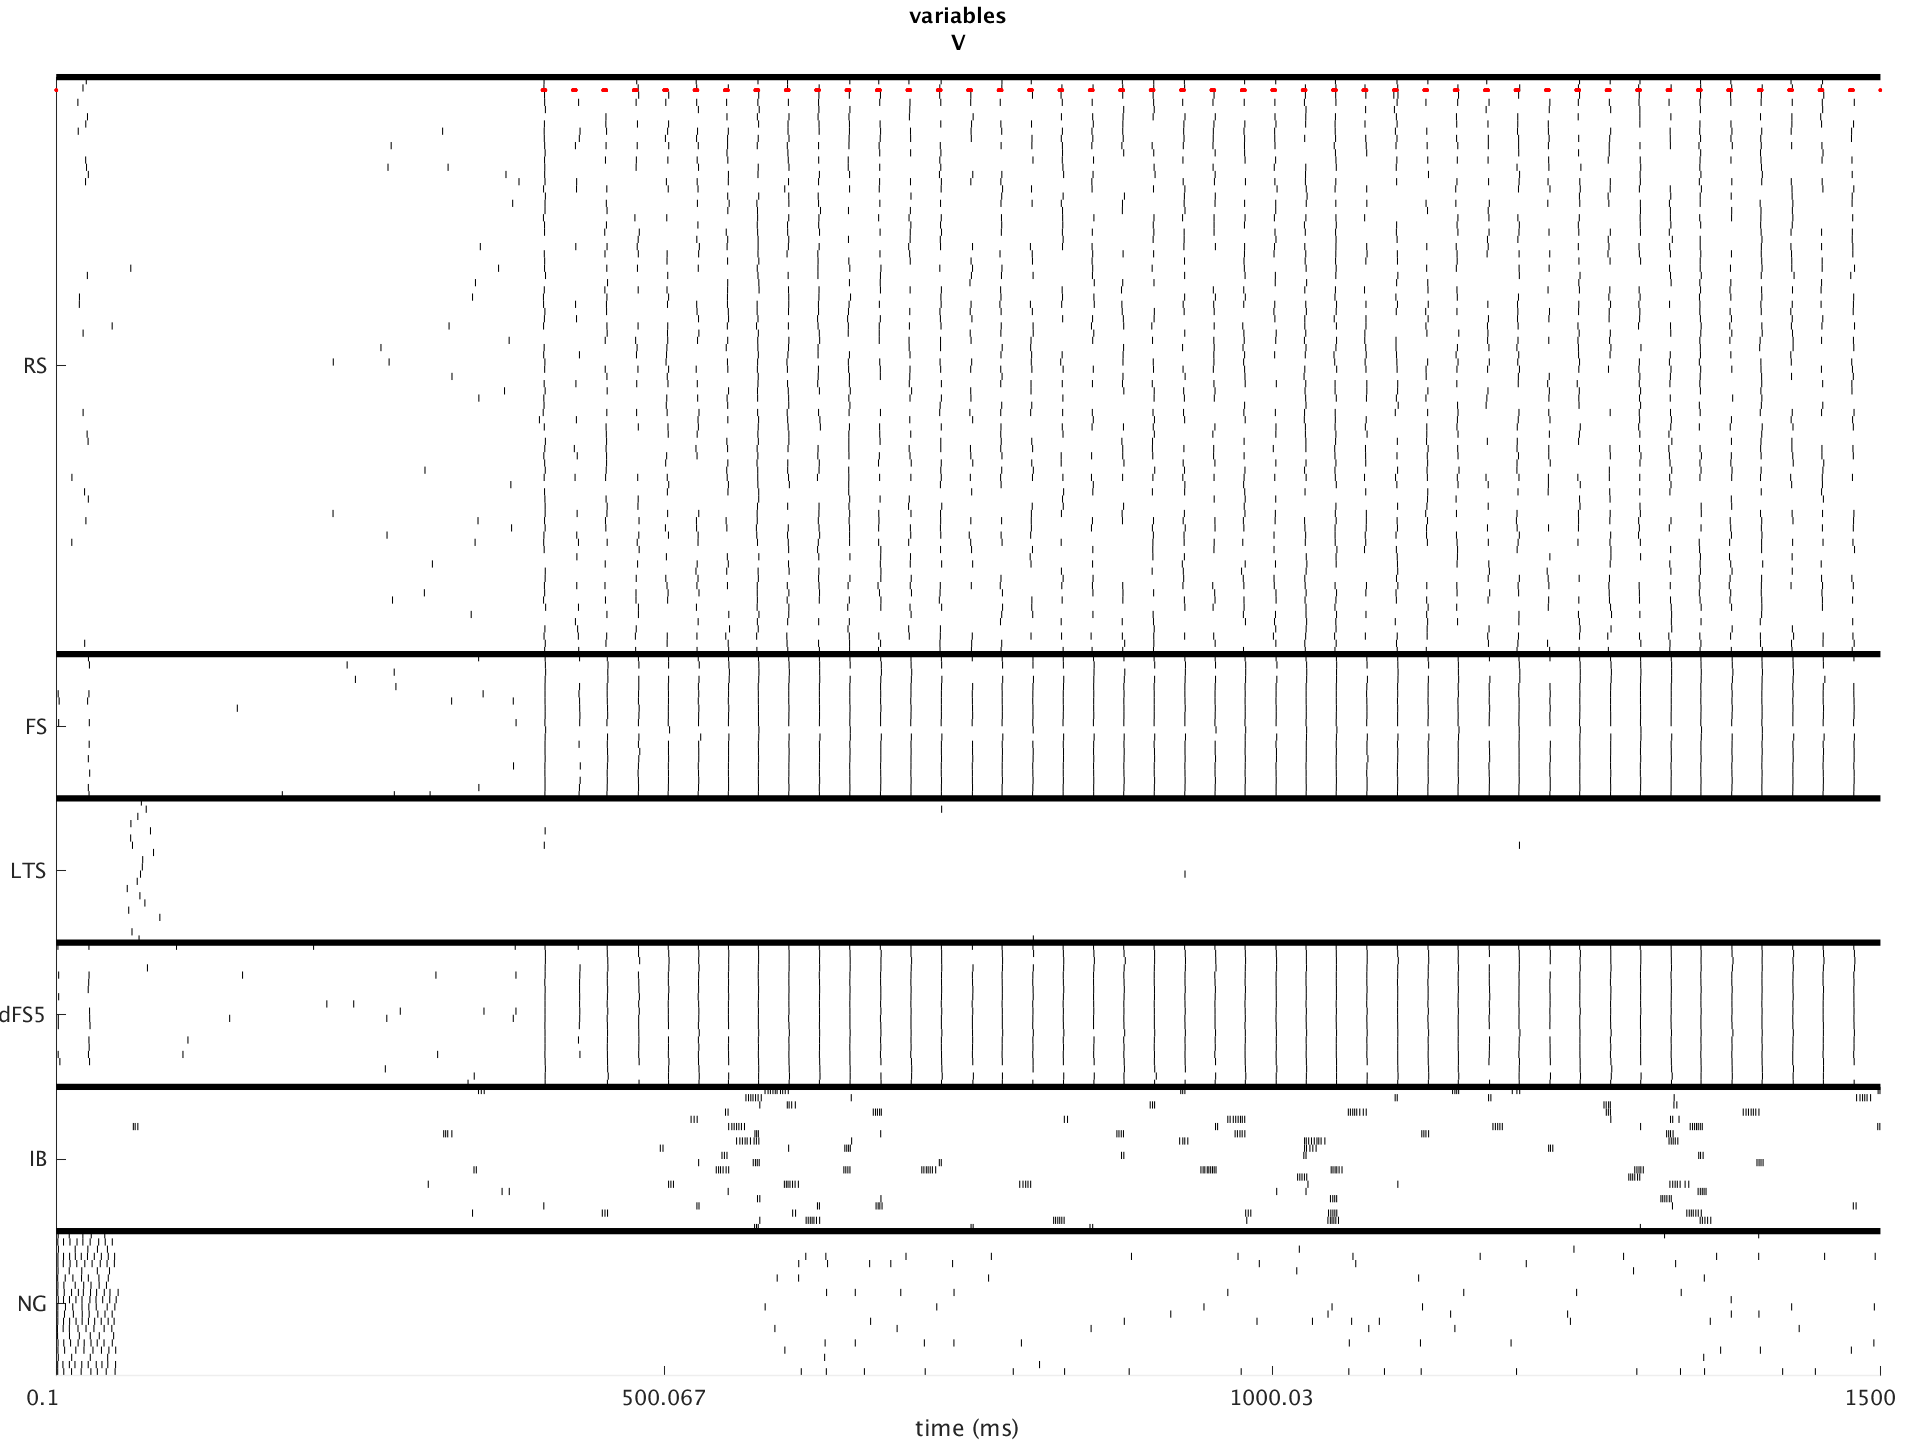 variables
V
RS
FS
LTS
dFS5
IB
NG
0.1
500.067
1000.03
1500
time (ms)